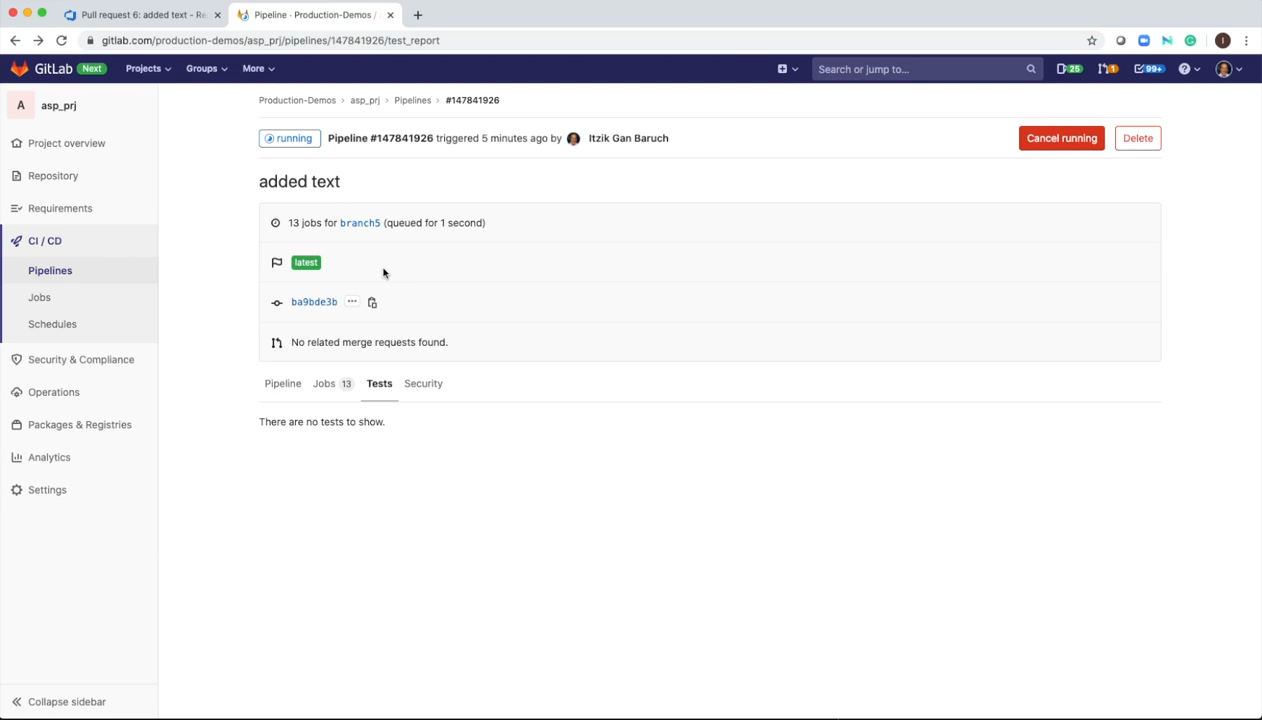 Pull request 6: added text - Re
Pipeline · Production-Demos /
gitlab.com/production-demos/asp_prj/pipelines/147841926/test_report
GitLab Next Projects Groups More Search or jump to... 25 1 99+
A asp_prj
Project overview
Repository
Requirements
CI / CD
Pipelines
Jobs
Schedules
Security & Compliance
Operations
Packages & Registries
Analytics
Settings
Collapse sidebar
Production-Demos › asp_prj › Pipelines › #147841926
running Pipeline #147841926 triggered 5 minutes ago by Itzik Gan Baruch Cancel running Delete
added text
13 jobs for branch5 (queued for 1 second)
latest
ba9bde3b
No related merge requests found.
Pipeline Jobs 13 Tests Security
There are no tests to show.